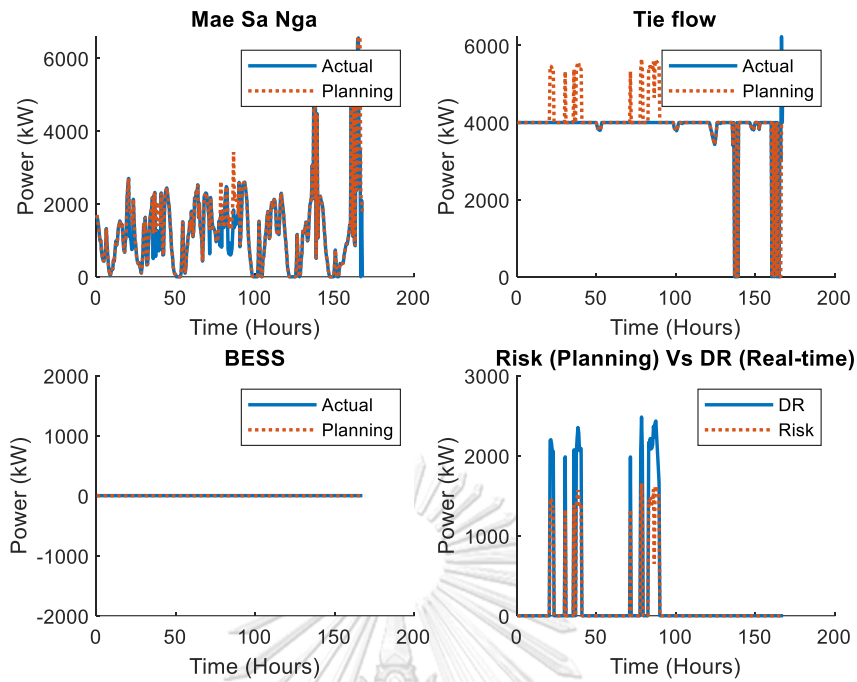 Mae Sa Nga
Power (kW)
6000
4000
2000
0
0 50 100 150 200
Time (Hours)
Actual
Planning
Tie flow
Power (kW)
6000
4000
2000
0
0 50 100 150 200
Time (Hours)
Actual
Planning
BESS
Power (kW)
2000
1000
0
-1000
-2000
0 50 100 150 200
Time (Hours)
Actual
Planning
Risk (Planning) Vs DR (Real-time)
Power (kW)
3000
2000
1000
0
0 50 100 150 200
Time (Hours)
DR
Risk